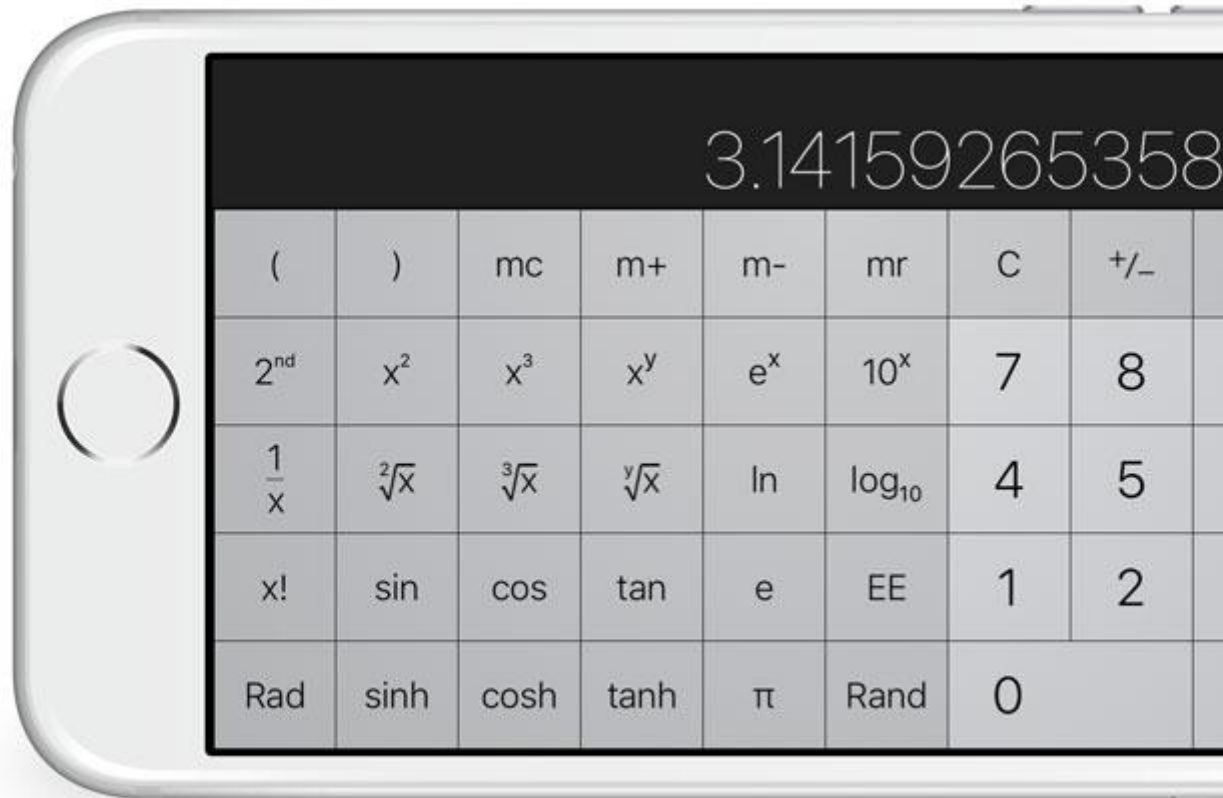 3.14159265358
( ) mc m+ m- mr C +/-
2ⁿᵈ x² x³ xʸ eˣ 10ˣ 7 8
1/x ²√x ³√x ʸ√x ln log₁₀ 4 5
x! sin cos tan e EE 1 2
Rad sinh cosh tanh π Rand 0